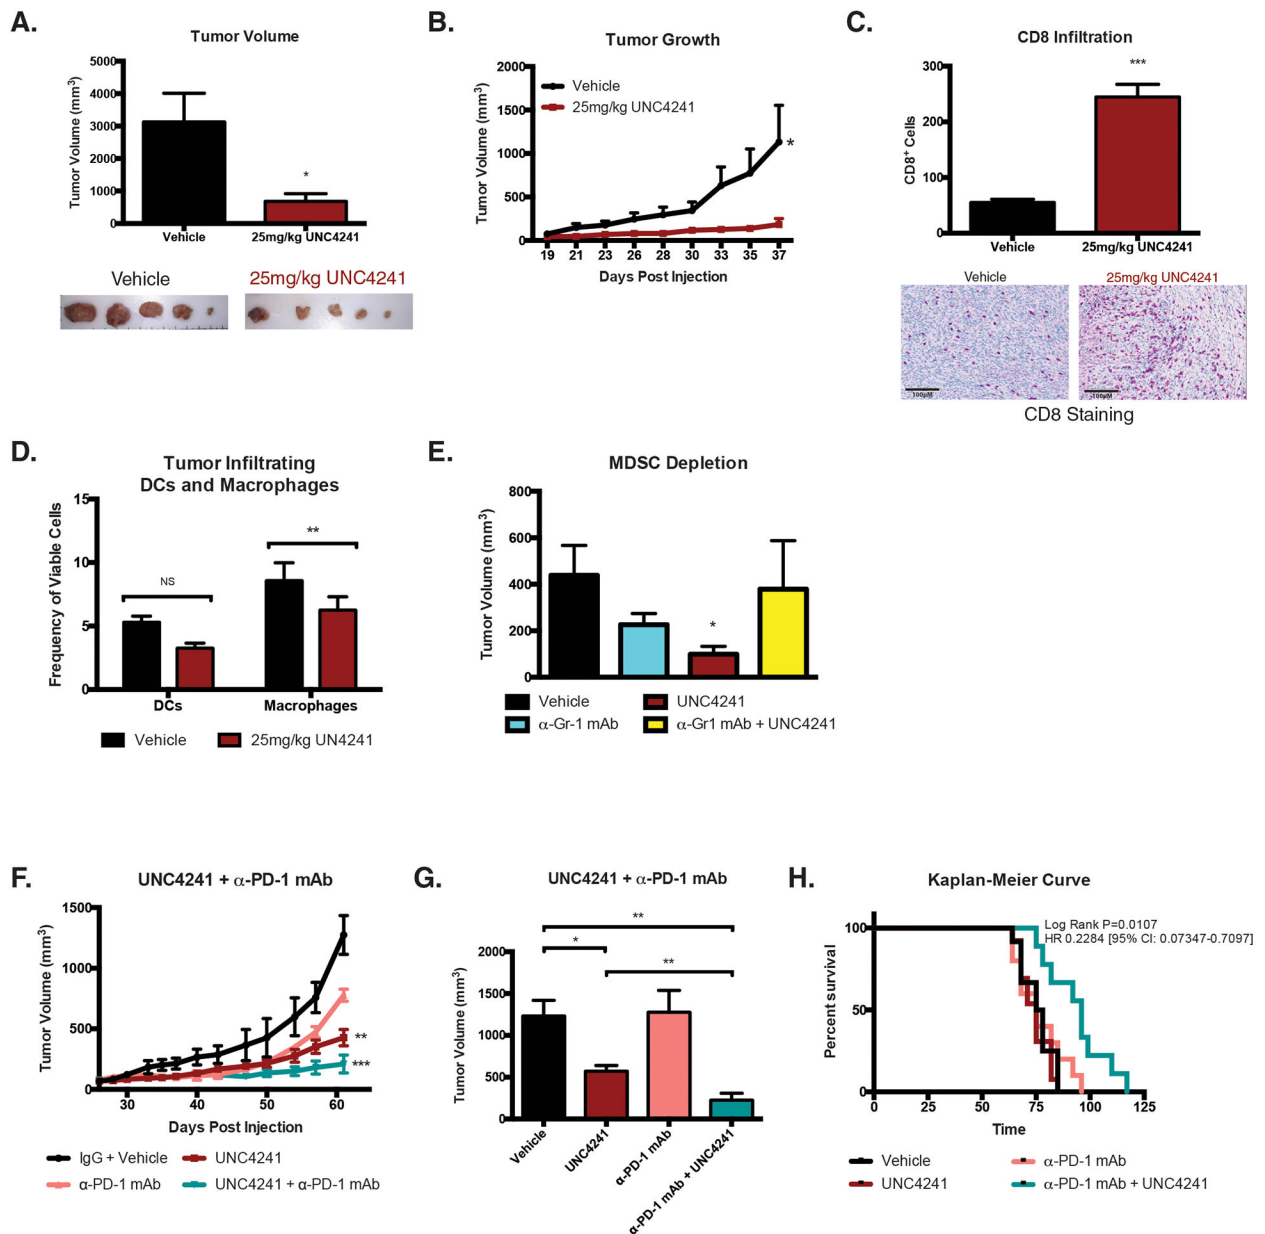 A.
Tumor Volume
Tumor Volume (mm³)
5000
4000
3000
2000
1000
0
*
Vehicle
25mg/kg UNC4241
Vehicle
25mg/kg UNC4241
B.
Tumor Growth
Tumor Volume (mm³)
2000
1500
1000
500
0
Vehicle
25mg/kg UNC4241
*
19 21 23 26 28 30 33 35 37
Days Post Injection
C.
CD8 Infiltration
CD8⁺ Cells
300
200
100
0
***
Vehicle
25mg/kg UNC4241
Vehicle
25mg/kg UNC4241
100µM
100µM
CD8 Staining
D.
Tumor Infiltrating
DCs and Macrophages
Frequency of Viable Cells
15
10
5
0
NS
**
DCs
Macrophages
Vehicle
25mg/kg UN4241
E.
MDSC Depletion
Tumor Volume (mm³)
800
600
400
200
0
*
Vehicle
UNC4241
α-Gr-1 mAb
α-Gr1 mAb + UNC4241
F.
UNC4241 + α-PD-1 mAb
Tumor Volume (mm³)
1500
1000
500
0
**
***
30 40 50 60
Days Post Injection
IgG + Vehicle
UNC4241
α-PD-1 mAb
UNC4241 + α-PD-1 mAb
G.
UNC4241 + α-PD-1 mAb
Tumor Volume (mm³)
2000
1500
1000
500
0
**
*
**
Vehicle
UNC4241
α-PD-1 mAb
α-PD-1 mAb + UNC4241
H.
Kaplan-Meier Curve
Percent survival
100
50
0
Log Rank P=0.0107
HR 0.2284 [95% CI: 0.07347-0.7097]
0 25 50 75 100 125
Time
Vehicle
α-PD-1 mAb
UNC4241
α-PD-1 mAb + UNC4241